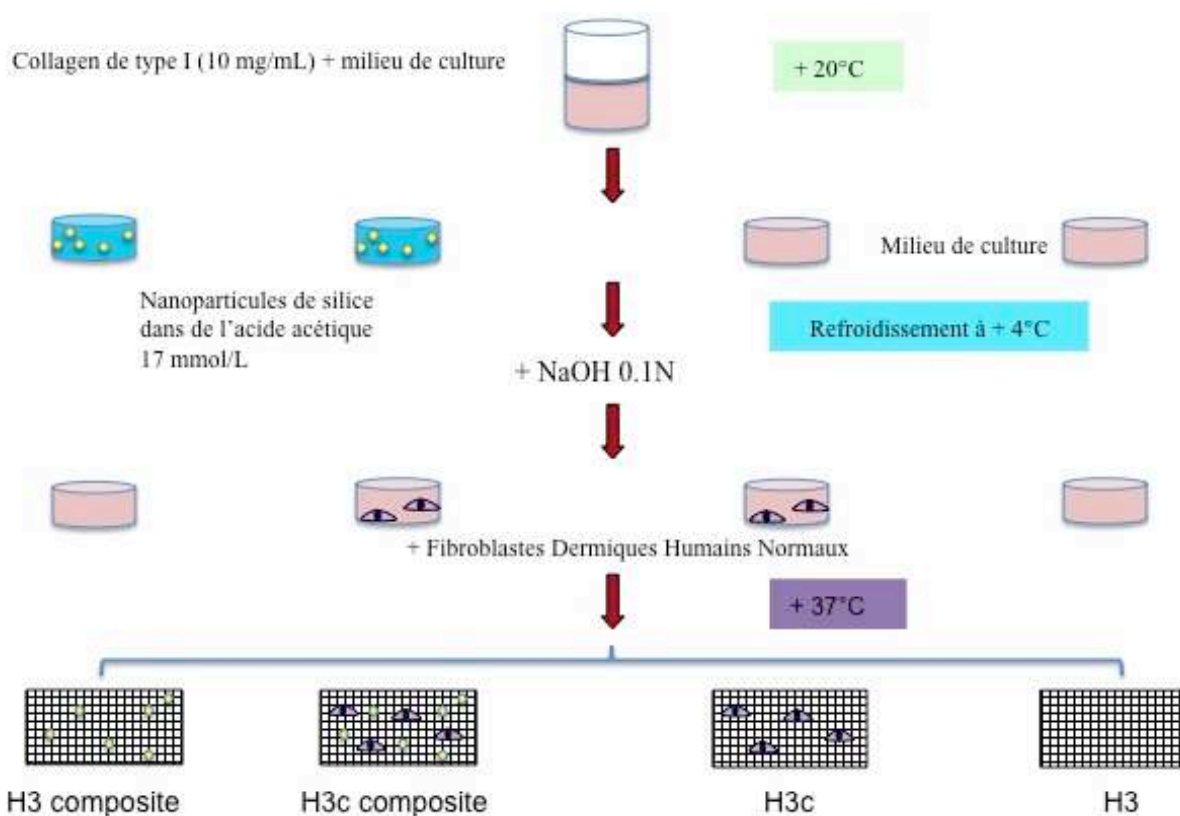 Collagen de type I (10 mg/mL) + milieu de culture
+ 20°C
Milieu de culture
Nanoparticules de silice
dans de l'acide acétique
17 mmol/L
Refroidissement à + 4°C
+ NaOH 0.1N
+ Fibroblastes Dermiques Humains Normaux
+ 37°C
H3 composite
H3c composite
H3c
H3